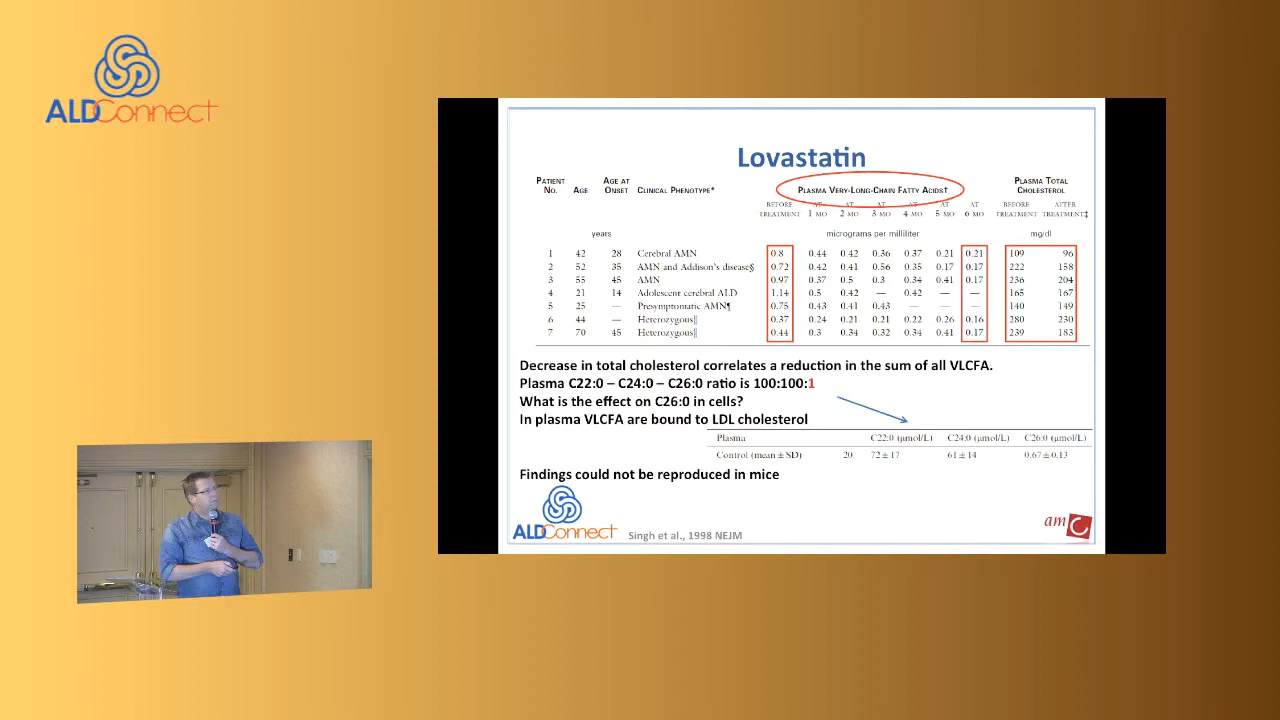 ALDConnect
Lovastatin
PATIENT NO. AGE AGE AT ONSET CLINICAL PHENOTYPE* PLASMA VERY-LONG-CHAIN FATTY ACIDS† PLASMA TOTAL CHOLESTEROL
BEFORE TREATMENT AT 1 MO AT 2 MO AT 3 MO AT 4 MO AT 5 MO AT 6 MO BEFORE TREATMENT AFTER TREATMENT‡
years micrograms per milliliter mg/dl
1 42 28 Cerebral AMN 0.8 0.44 0.42 0.36 0.37 0.21 0.21 109 96
2 52 35 AMN and Addison's disease§ 0.72 0.42 0.41 0.56 0.35 0.17 0.17 222 158
3 55 45 AMN 0.97 0.37 0.5 0.3 0.34 0.41 0.17 236 204
4 21 14 Adolescent cerebral ALD 1.14 0.5 0.42 — 0.42 — — 165 167
5 25 — Presymptomatic AMN¶ 0.75 0.43 0.41 0.43 — — — 140 149
6 44 — Heterozygous‖ 0.37 0.24 0.21 0.21 0.22 0.26 0.16 280 230
7 70 45 Heterozygous‖ 0.44 0.3 0.34 0.32 0.34 0.41 0.17 239 183
Decrease in total cholesterol correlates a reduction in the sum of all VLCFA.
Plasma C22:0 – C24:0 – C26:0 ratio is 100:100:1
What is the effect on C26:0 in cells?
In plasma VLCFA are bound to LDL cholesterol
Plasma C22:0 (μmol/L) C24:0 (μmol/L) C26:0 (μmol/L)
Control (mean ± SD) 20 72 ± 17 61 ± 14 0.67 ± 0.13
Findings could not be reproduced in mice
ALDConnect
Singh et al., 1998 NEJM
amC